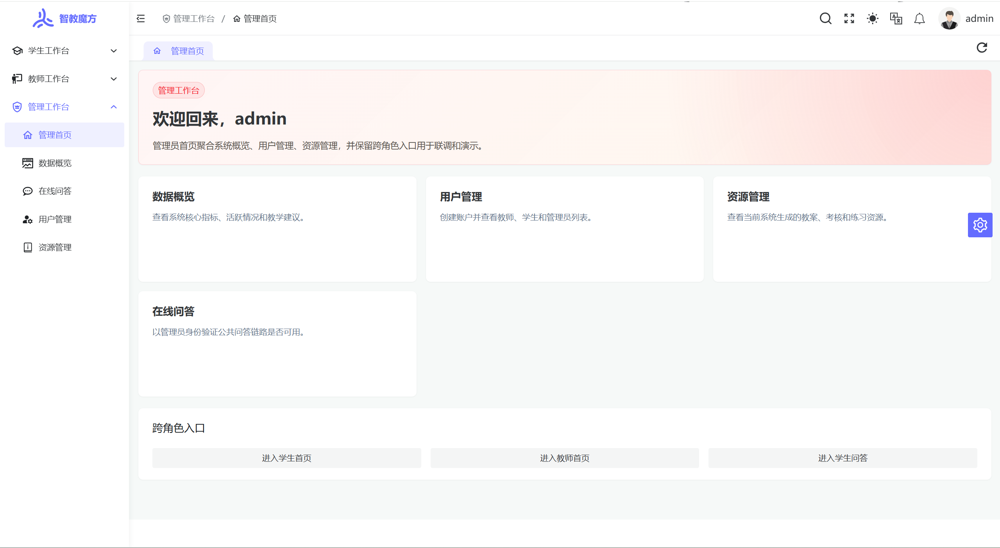 智教魔方
管理工作台 / 管理首页
admin
学生工作台
教师工作台
管理工作台
管理首页
数据概览
在线问答
用户管理
资源管理
管理首页
管理工作台
欢迎回来，admin
管理员首页聚合系统概览、用户管理、资源管理，并保留跨角色入口用于联调和演示。
数据概览
查看系统核心指标、活跃情况和教学建议。
用户管理
创建账户并查看教师、学生和管理员列表。
资源管理
查看当前系统生成的教案、考核和练习资源。
在线问答
以管理员身份验证公共问答链路是否可用。
跨角色入口
进入学生首页
进入教师首页
进入学生问答